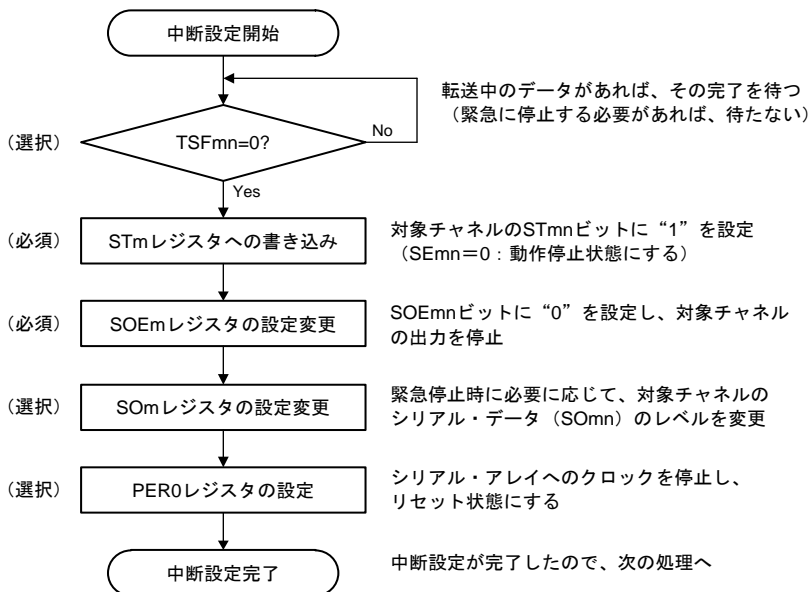 中断設定開始
転送中のデータがあれば、その完了を待つ
（緊急に停止する必要があれば、待たない）
（選択）
TSFmn=0?
No
Yes
（必須）
STmレジスタへの書き込み
対象チャネルのSTmnビットに“1”を設定
（SEmn＝0：動作停止状態にする）
（必須）
SOEmレジスタの設定変更
SOEmnビットに“0”を設定し、対象チャネル
の出力を停止
（選択）
SOmレジスタの設定変更
緊急停止時に必要に応じて、対象チャネルの
シリアル・データ（SOmn）のレベルを変更
（選択）
PER0レジスタの設定
シリアル・アレイへのクロックを停止し、
リセット状態にする
中断設定完了
中断設定が完了したので、次の処理へ